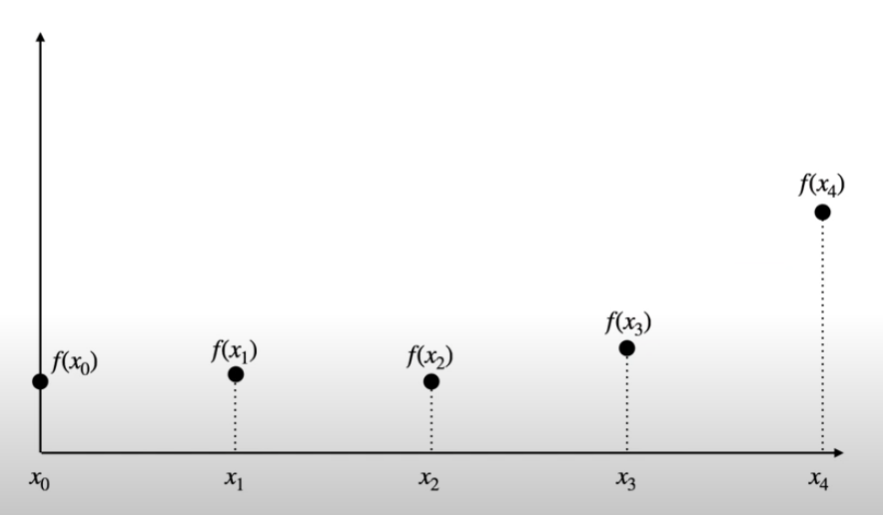 f(x₄)
f(x₃)
f(x₀) f(x₁) f(x₂)
x₀ x₁ x₂ x₃ x₄